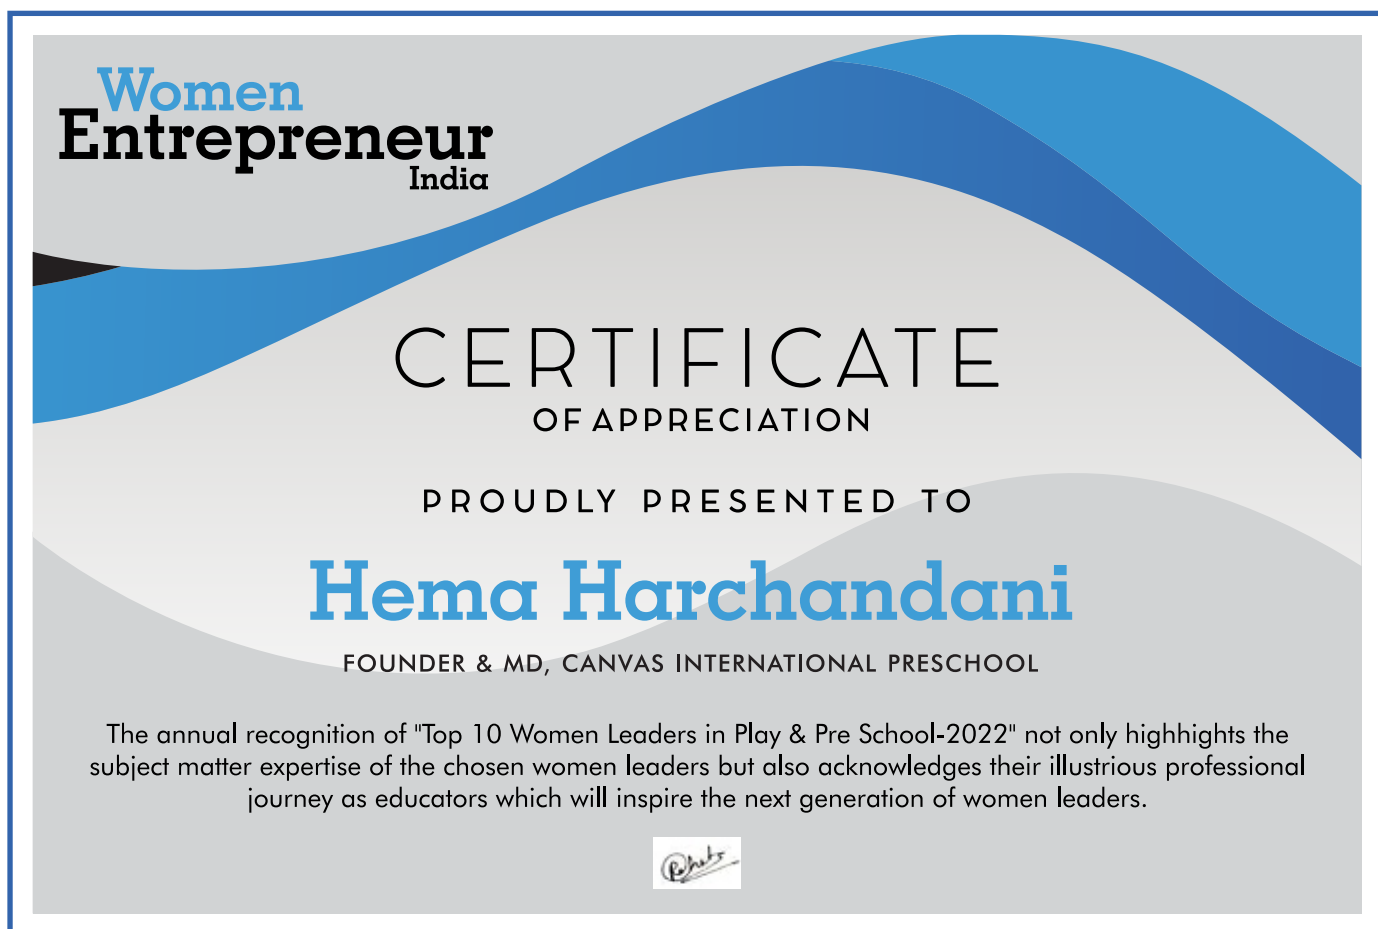 Women
Entrepreneur
India
CERTIFICATE
OF APPRECIATION
PROUDLY PRESENTED TO
Hema Harchandani
FOUNDER & MD, CANVAS INTERNATIONAL PRESCHOOL
The annual recognition of "Top 10 Women Leaders in Play & Pre School-2022" not only highhights the
subject matter expertise of the chosen women leaders but also acknowledges their illustrious professional
journey as educators which will inspire the next generation of women leaders.